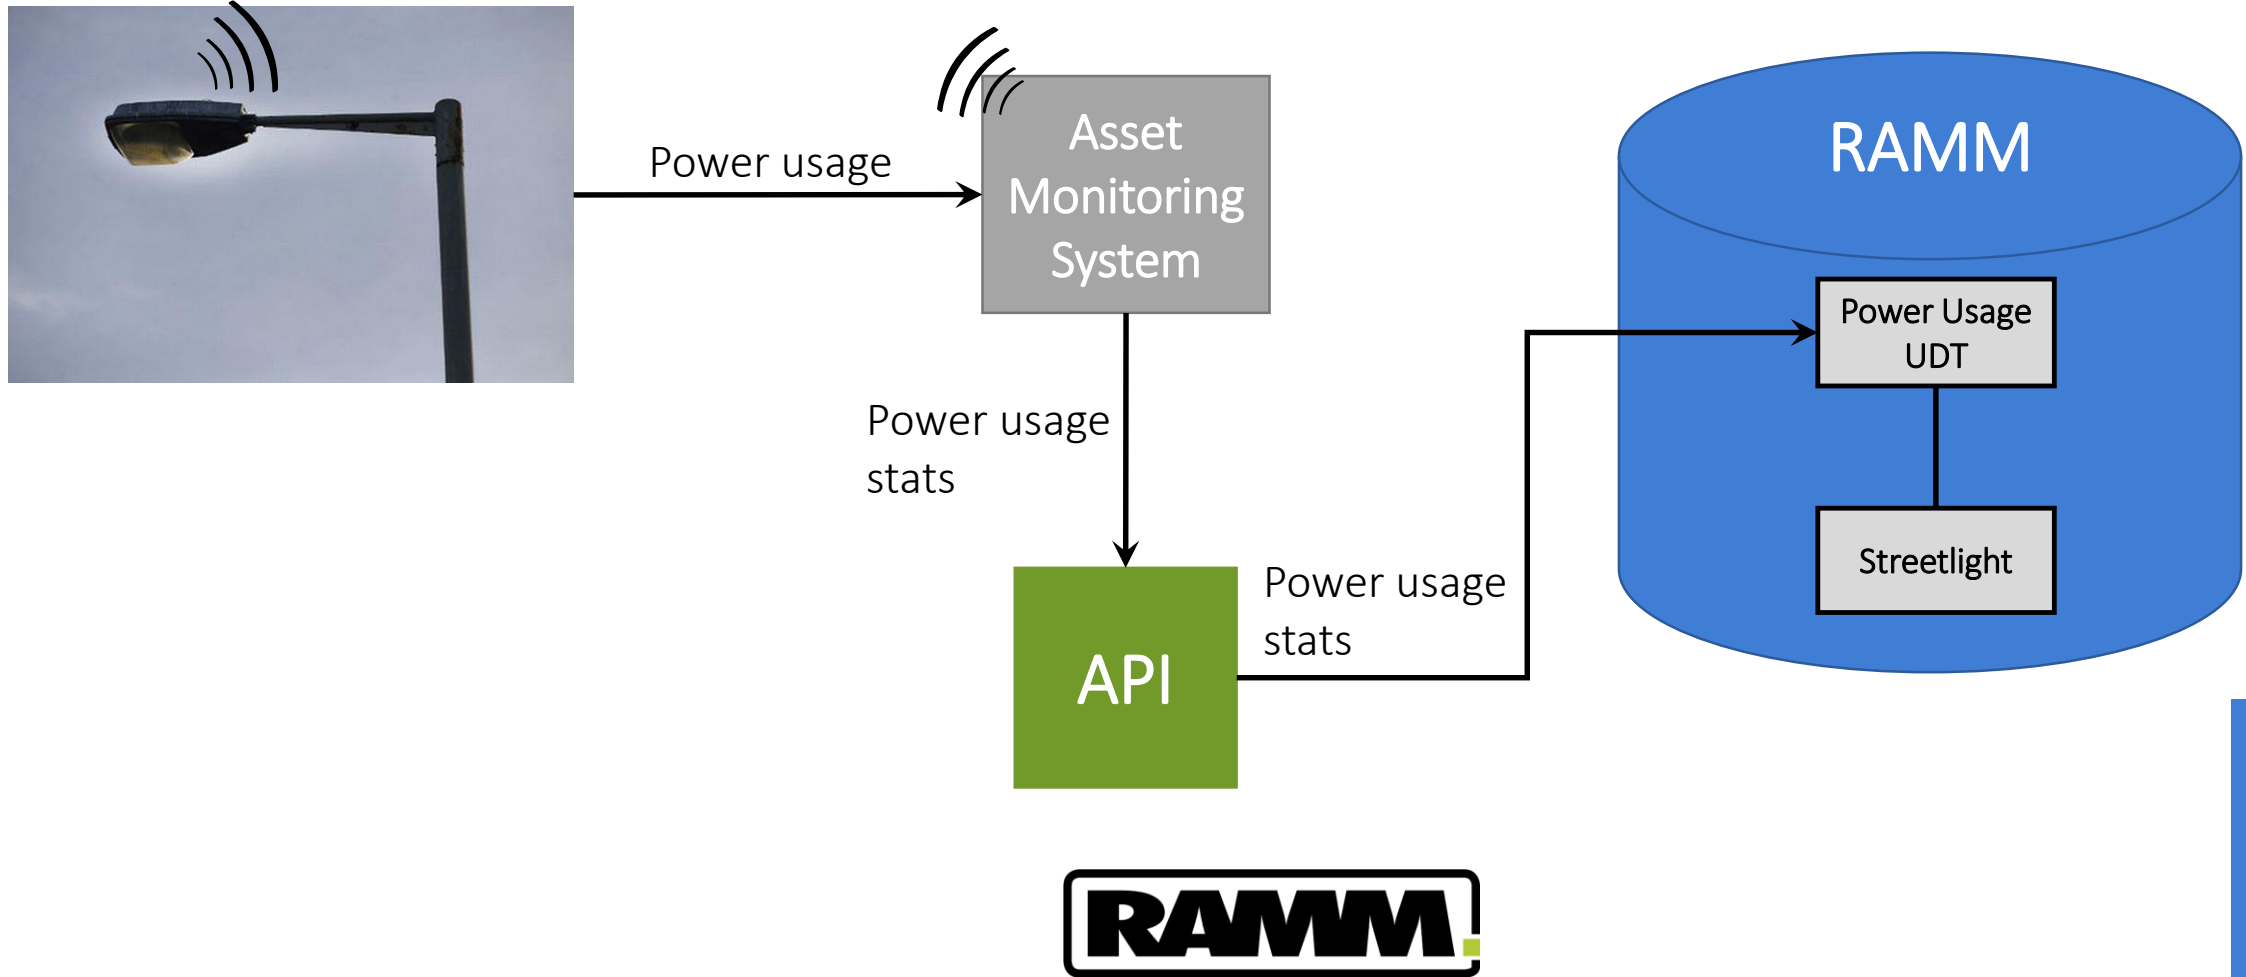 Power usage
Asset
Monitoring
System
RAMM
Power Usage
UDT
Power usage
stats
Streetlight
Power usage
stats
API
RAMM.